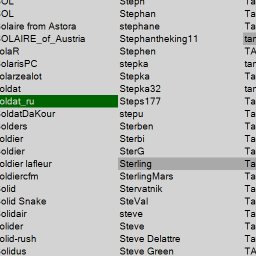 OL Steph TA
SOL Stephan Ta
olaire from Astora stephane TA
SOLAIRE_of_Austria Stephantheking11 tar
olaR Stephen TA
olarisPC stepka ta
olarzealot Stepka Ta
oldat Stepka32 ta
oldat_ru Steps177 TA
oldatDaKour stepu Ta
olders Sterben Ta
oldier Sterbi Ta
oldier SterG Ta
oldier lafleur Sterling TA
oldiercfm SterlingMars Ta
olid Stervatnik Ta
olid Snake SteVal TA
olidair steve Ta
olider Steve TA
olid-rush Steve Delattre TA
olidus Steve Green TA